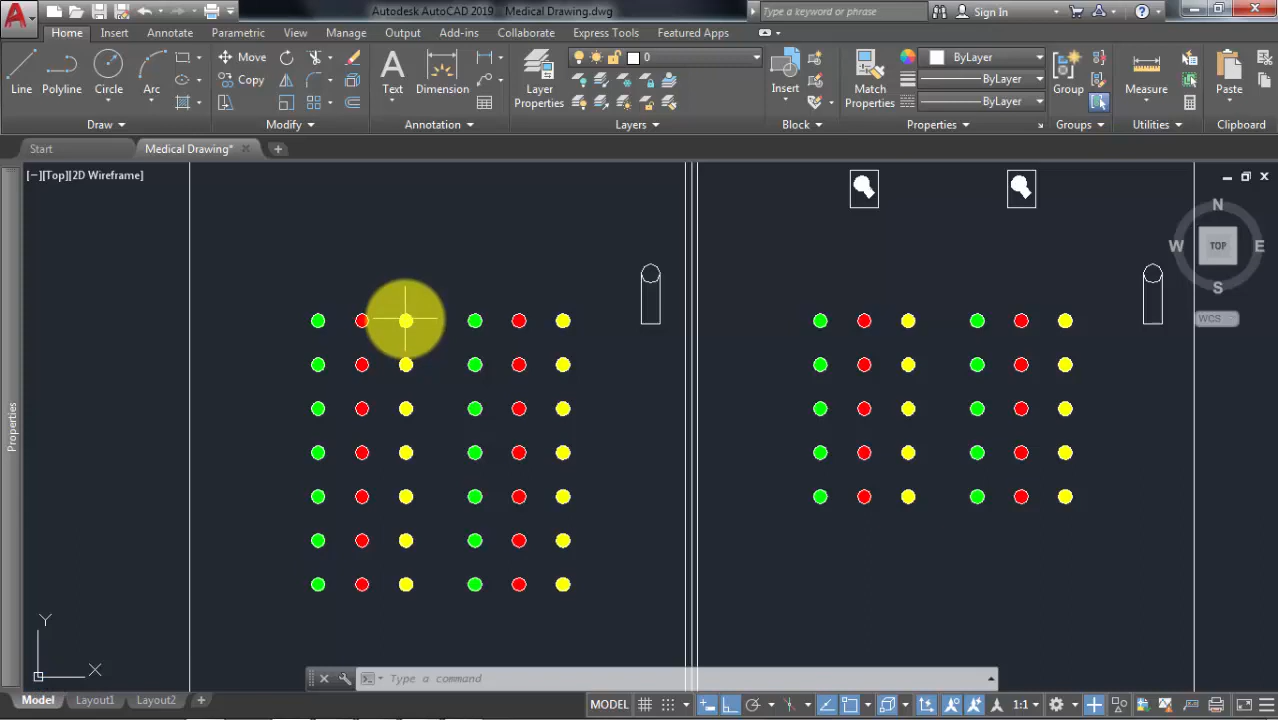 Autodesk AutoCAD 2019   Medical Drawing.dwg
Type a keyword or phrase
Sign In
Home Insert Annotate Parametric View Manage Output Add-ins Collaborate Express Tools Featured Apps
Line
Polyline
Circle
Arc
Move
Copy
Text
Dimension
Layer
Properties
0
Insert
Match
Properties
ByLayer
ByLayer
ByLayer
Group
Measure
Paste
Draw
Modify
Annotation
Layers
Block
Properties
Groups
Utilities
Clipboard
Start
Medical Drawing*
[−][Top][2D Wireframe]
N
W
TOP
E
S
WCS
Properties
Y
X
Type a command
Model
Layout1
Layout2
MODEL
1:1